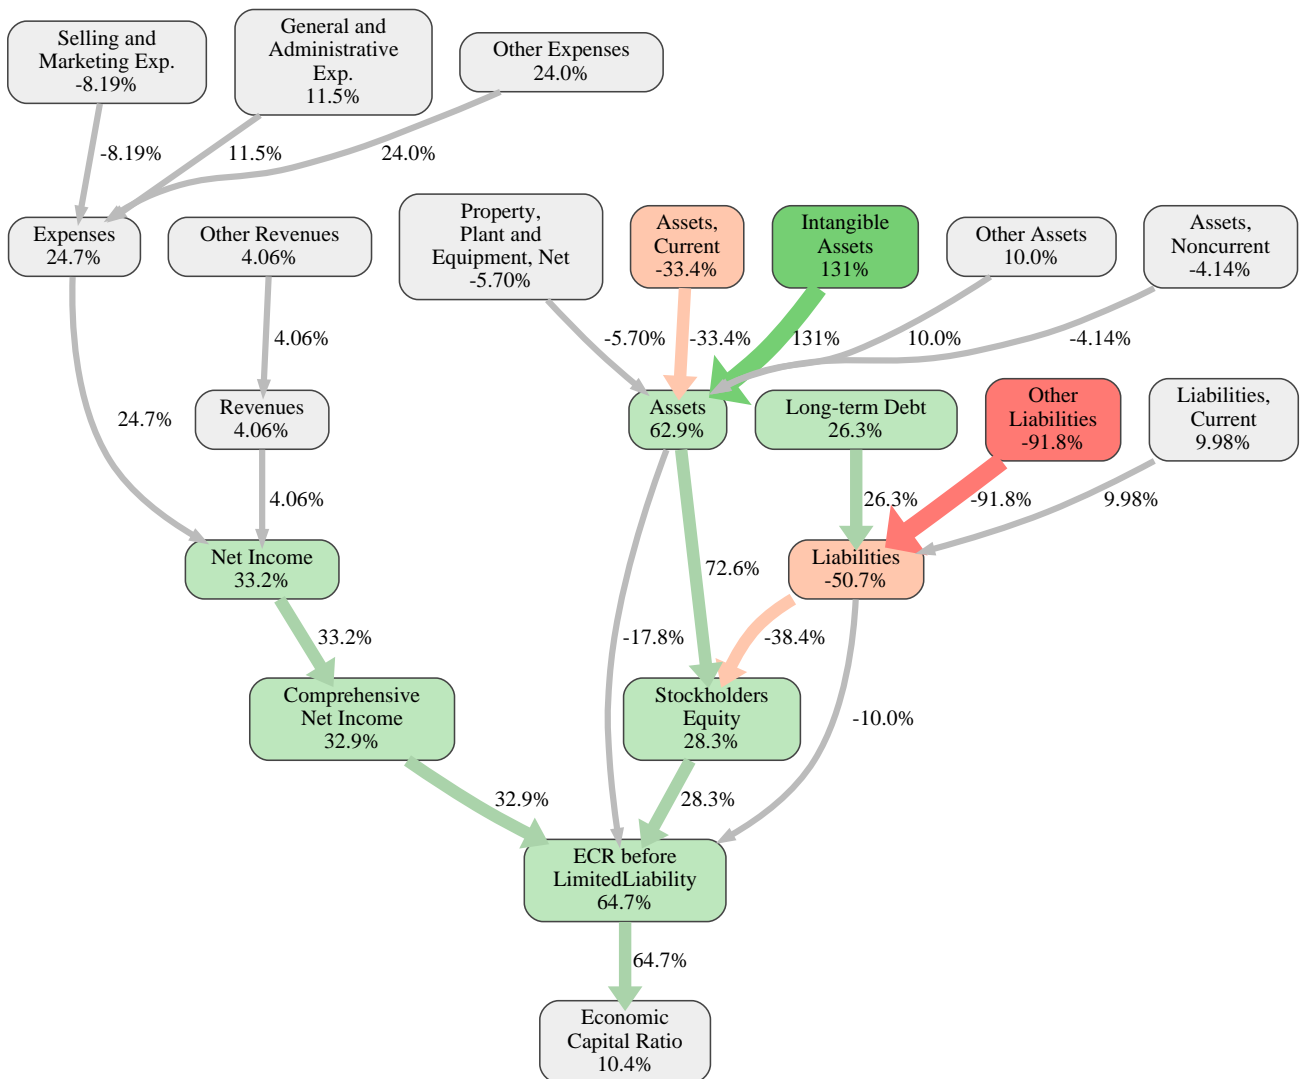 Selling and
Marketing Exp.
-8.19%
General and
Administrative
Exp.
11.5%
Other Expenses
24.0%
-8.19%
11.5%
24.0%
Expenses
24.7%
Other Revenues
4.06%
Property,
Plant and
Equipment, Net
-5.70%
Assets,
Current
-33.4%
Intangible
Assets
131%
Other Assets
10.0%
Assets,
Noncurrent
-4.14%
4.06%
-5.70%
-33.4%
131%
10.0%
-4.14%
24.7%
Revenues
4.06%
Assets
62.9%
Long-term Debt
26.3%
Other
Liabilities
-91.8%
Liabilities,
Current
9.98%
4.06%
26.3%
-91.8%
9.98%
Net Income
33.2%
72.6%
Liabilities
-50.7%
33.2%
-17.8%
-38.4%
Comprehensive
Net Income
32.9%
Stockholders
Equity
28.3%
-10.0%
32.9%
28.3%
ECR before
LimitedLiability
64.7%
64.7%
Economic
Capital Ratio
10.4%